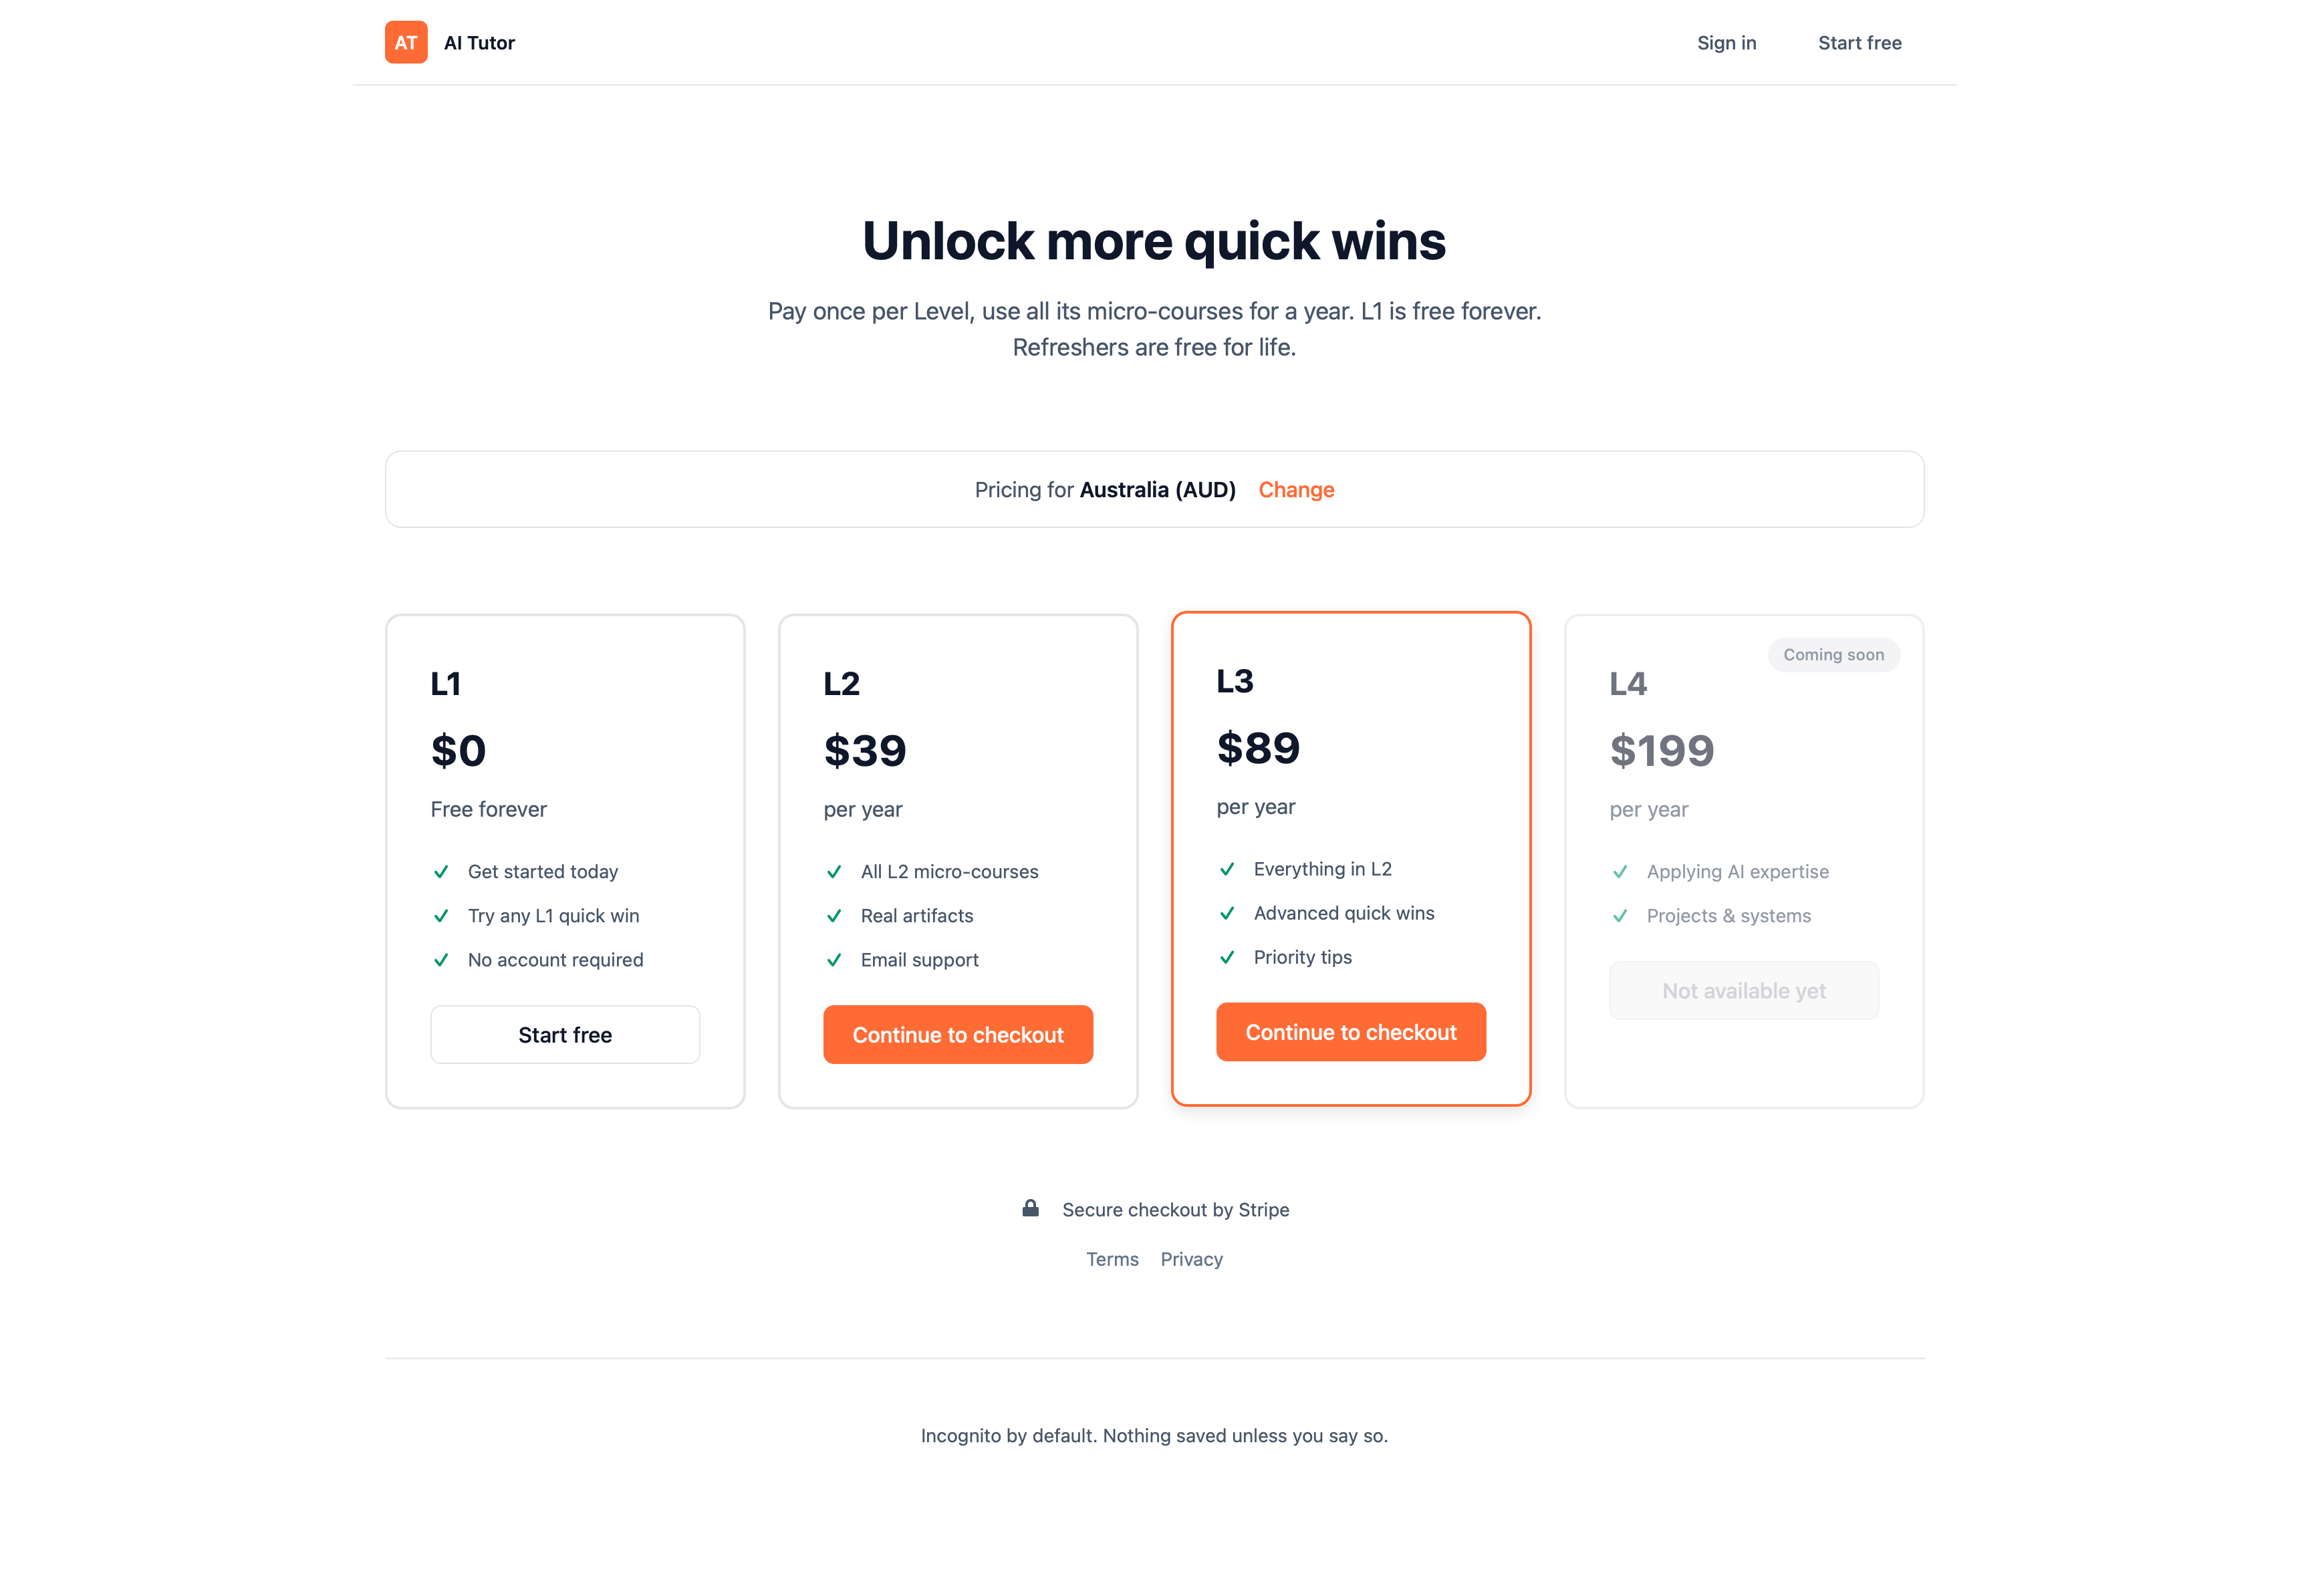 AT
AI Tutor
Sign in
Start free
Unlock more quick wins
Pay once per Level, use all its micro-courses for a year. L1 is free forever.
Refreshers are free for life.
Pricing for Australia (AUD) Change
L1
$0
Free forever
Get started today
Try any L1 quick win
No account required
Start free
L2
$39
per year
All L2 micro-courses
Real artifacts
Email support
Continue to checkout
L3
$89
per year
Everything in L2
Advanced quick wins
Priority tips
Continue to checkout
Coming soon
L4
$199
per year
Applying AI expertise
Projects & systems
Not available yet
Secure checkout by Stripe
Terms Privacy
Incognito by default. Nothing saved unless you say so.